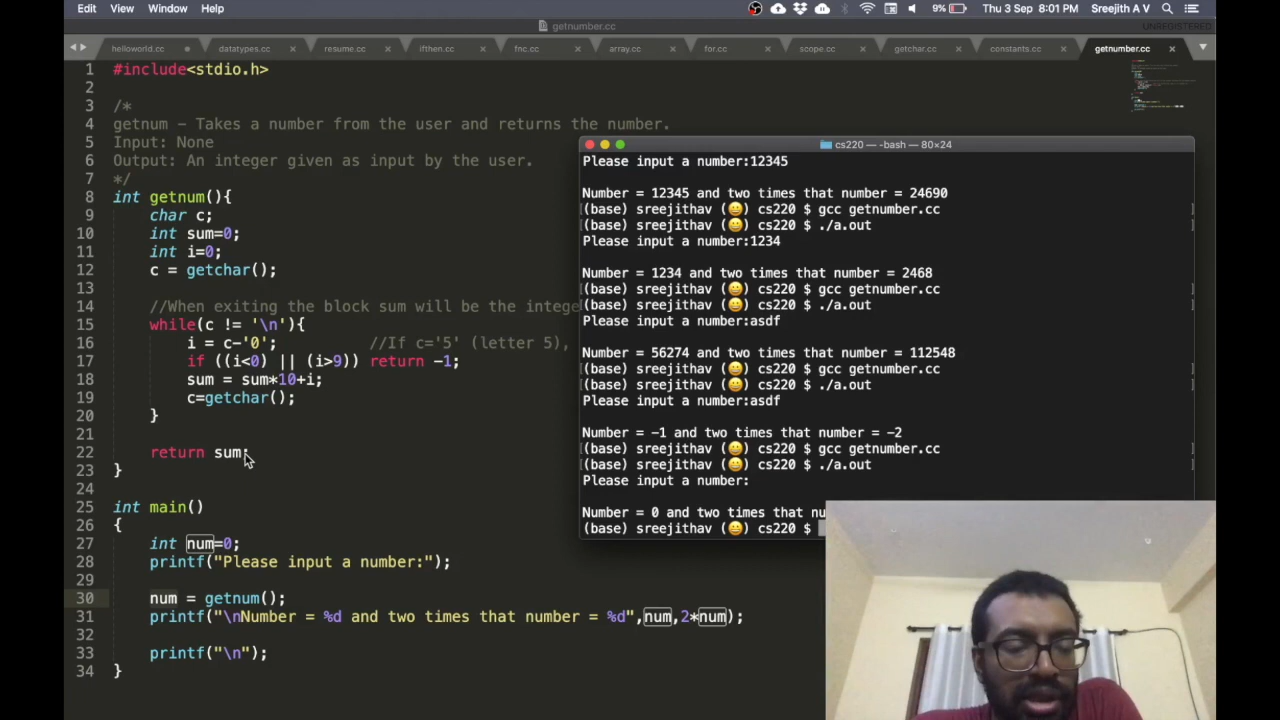 Edit View Window Help 9% Thu 3 Sep 8:01 PM Sreejith A V
getnumber.cc UNREGISTERED
helloworld.cc datatypes.cc resume.cc ifthen.cc fnc.cc array.cc for.cc scope.cc getchar.cc constants.cc getnumber.cc
1 #include<stdio.h>
2
3 /*
4 getnum - Takes a number from the user and returns the number.
5 Input: None
6 Output: An integer given as input by the user.
7 */
8 int getnum(){
9 char c;
10 int sum=0;
11 int i=0;
12 c = getchar();
13
14 //When exiting the block sum will be the intege
15 while(c != '\n'){
16 i = c-'0'; //If c='5' (letter 5),
17 if ((i<0) || (i>9)) return -1;
18 sum = sum*10+i;
19 c=getchar();
20 }
21
22 return sum;
23 }
24
25 int main()
26 {
27 int num=0;
28 printf("Please input a number:");
29
30 num = getnum();
31 printf("\nNumber = %d and two times that number = %d",num,2*num);
32
33 printf("\n");
34 }
cs220 — -bash — 80×24
Please input a number:12345
Number = 12345 and two times that number = 24690
(base) sreejithav (😀) cs220 $ gcc getnumber.cc
(base) sreejithav (😀) cs220 $ ./a.out
Please input a number:1234
Number = 1234 and two times that number = 2468
(base) sreejithav (😀) cs220 $ gcc getnumber.cc
(base) sreejithav (😀) cs220 $ ./a.out
Please input a number:asdf
Number = 56274 and two times that number = 112548
(base) sreejithav (😀) cs220 $ gcc getnumber.cc
(base) sreejithav (😀) cs220 $ ./a.out
Please input a number:asdf
Number = -1 and two times that number = -2
(base) sreejithav (😀) cs220 $ gcc getnumber.cc
(base) sreejithav (😀) cs220 $ ./a.out
Please input a number:
Number = 0 and two times that nu
(base) sreejithav (😀) cs220 $